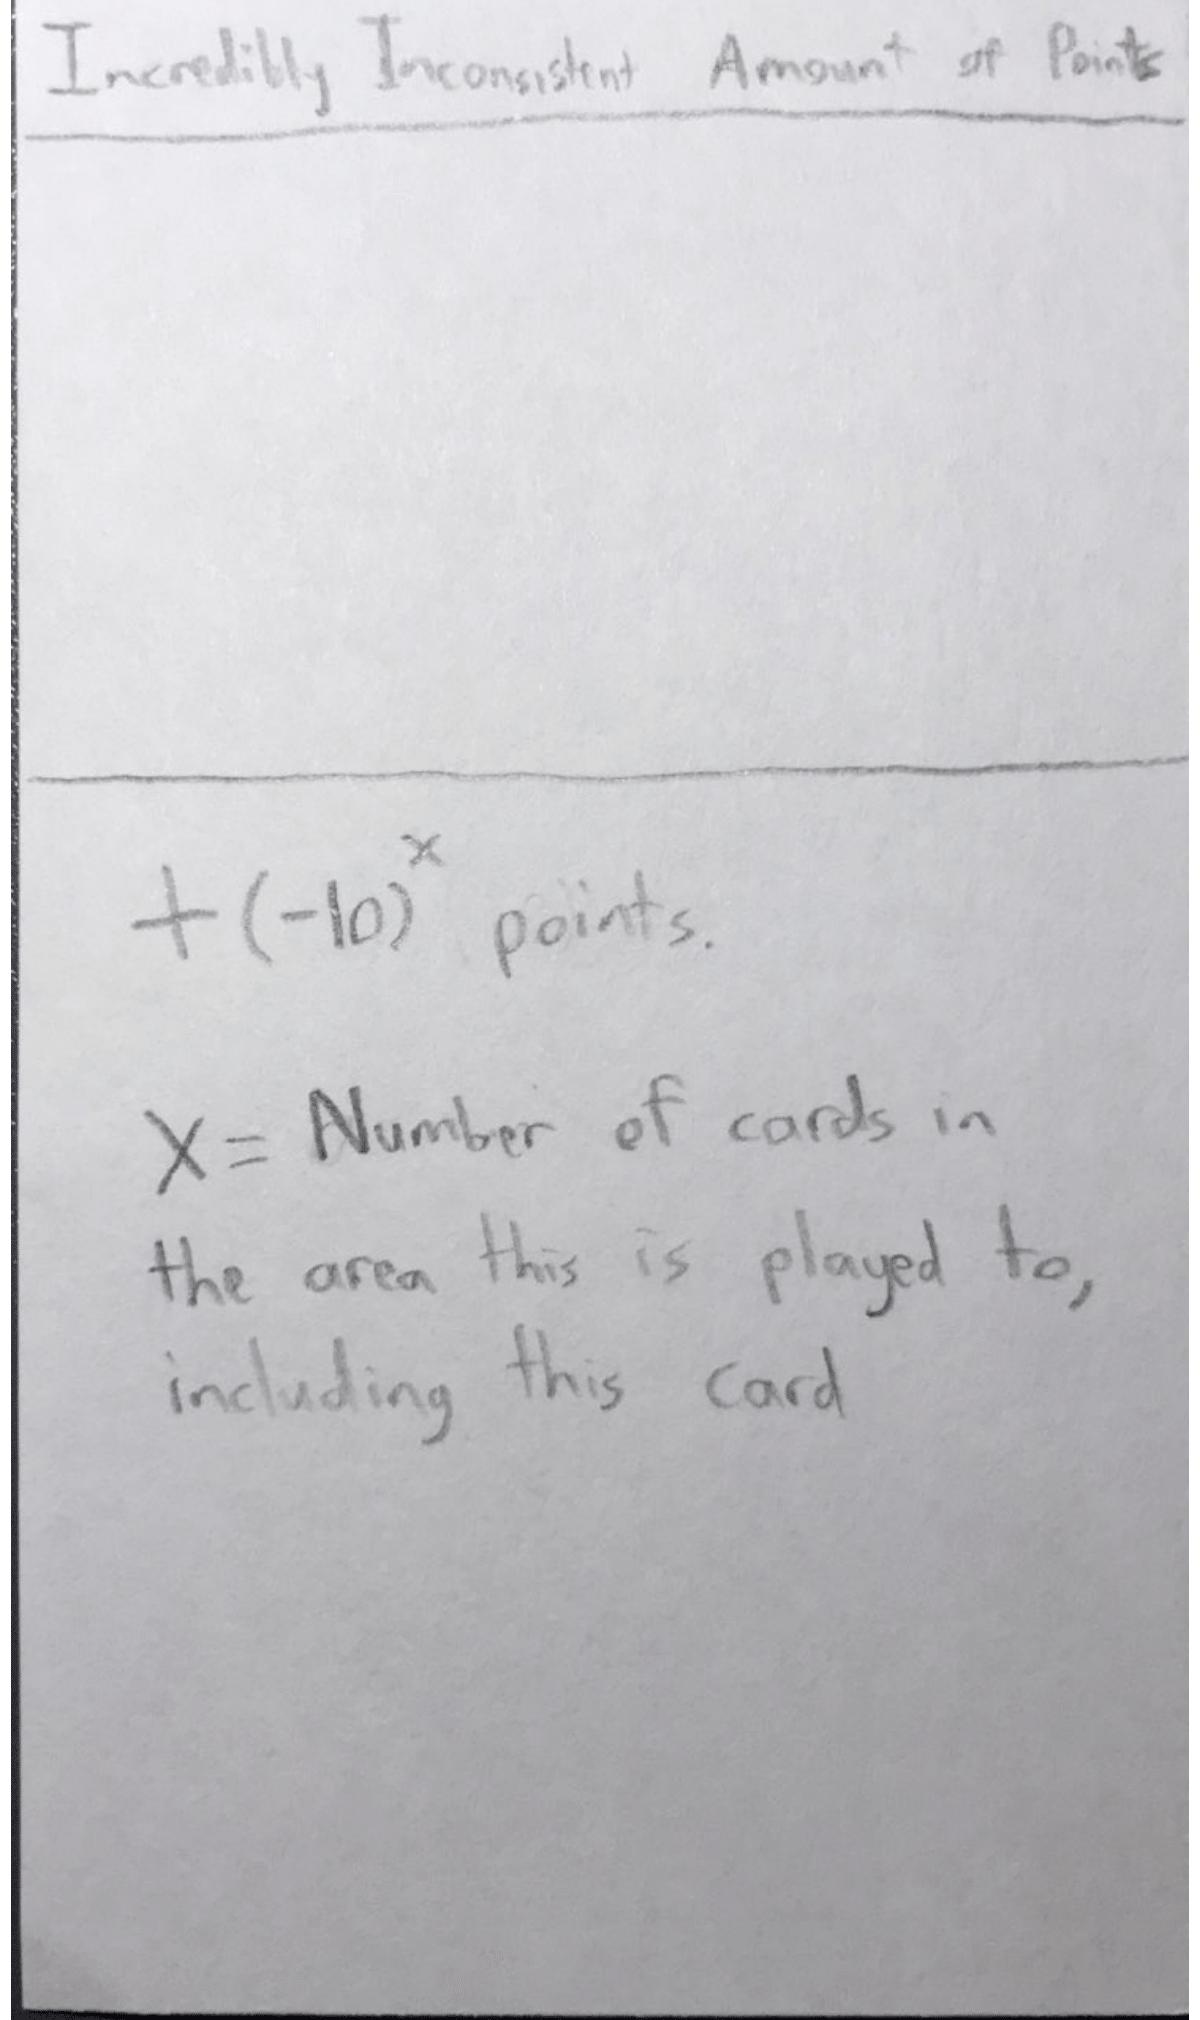 Incredibly Inconsistent Amount of Points
+(-10)^x points.
X= Number of cards in
the area this is played to,
including this card